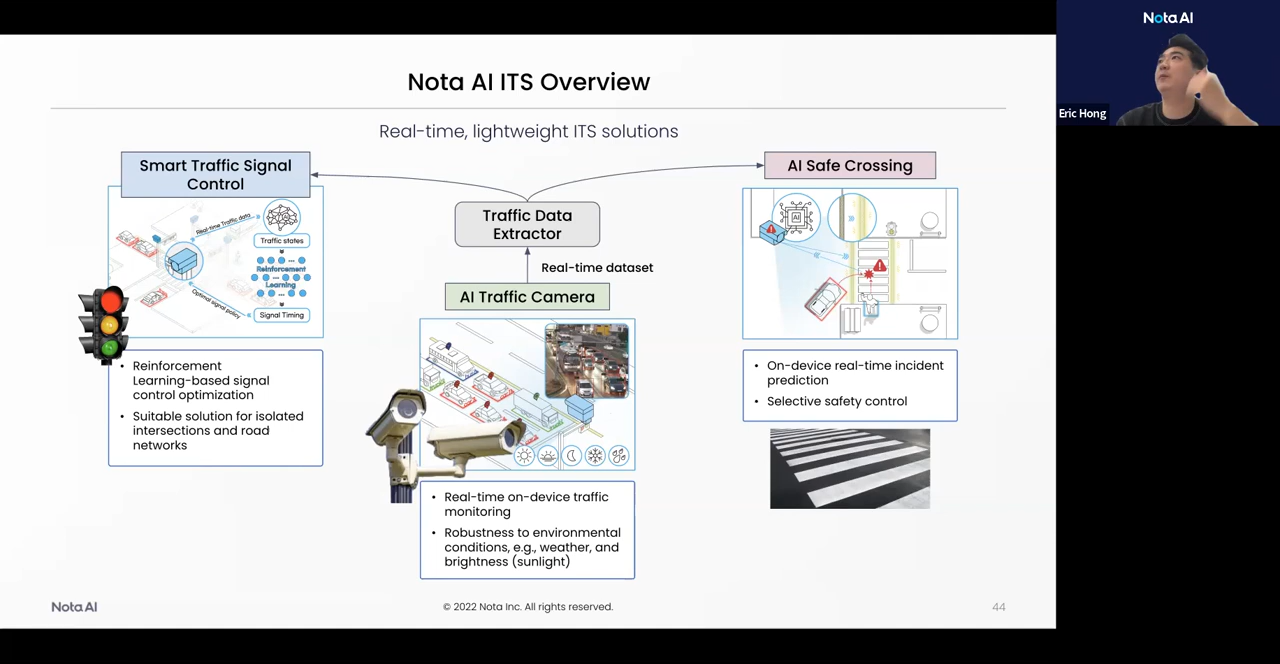 Nota AI
Eric Hong
Nota AI ITS Overview
Real-time, lightweight ITS solutions
Smart Traffic Signal
Control
Real-time Traffic data
Traffic states
Reinforcement
Learning
Optimal signal policy
Signal Timing
• Reinforcement
Learning-based signal
control optimization
• Suitable solution for isolated
intersections and road
networks
Traffic Data
Extractor
Real-time dataset
AI Traffic Camera
• Real-time on-device traffic
monitoring
• Robustness to environmental
conditions, e.g., weather, and
brightness (sunlight)
AI Safe Crossing
AI
• On-device real-time incident
prediction
• Selective safety control
Nota AI
© 2022 Nota Inc. All rights reserved.
44